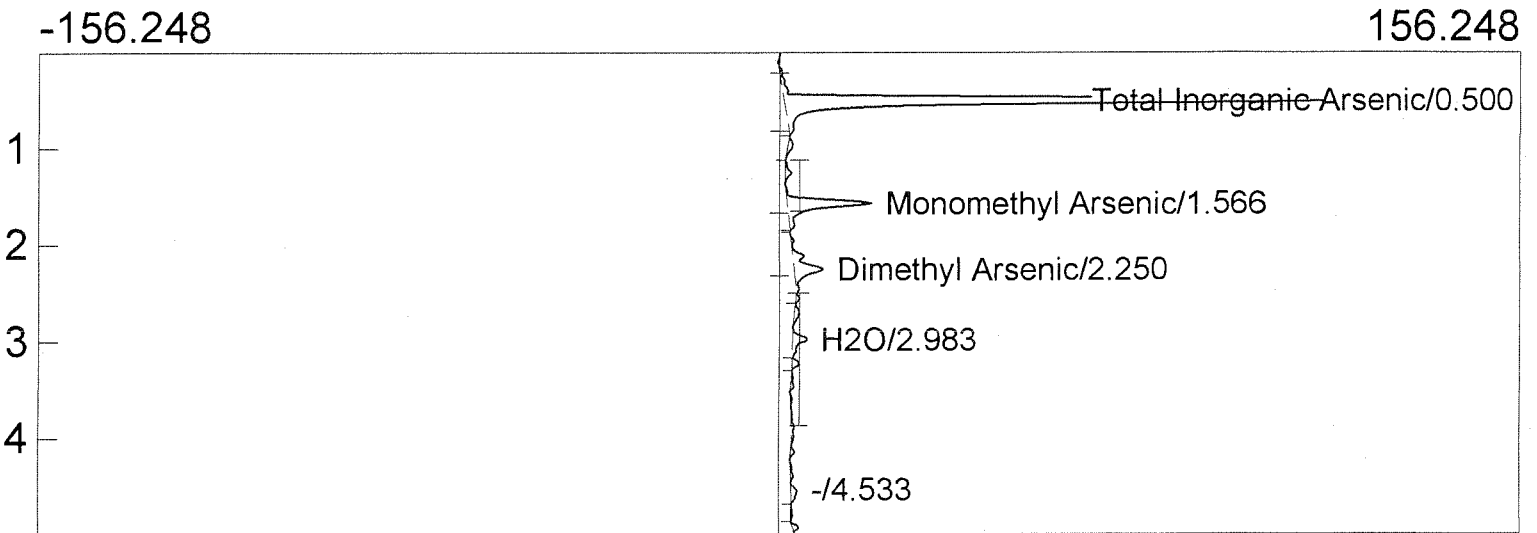 -156.248 156.248
Total Inorganic Arsenic/0.500
1
Monomethyl Arsenic/1.566
2
Dimethyl Arsenic/2.250
3
H2O/2.983
4
-/4.533